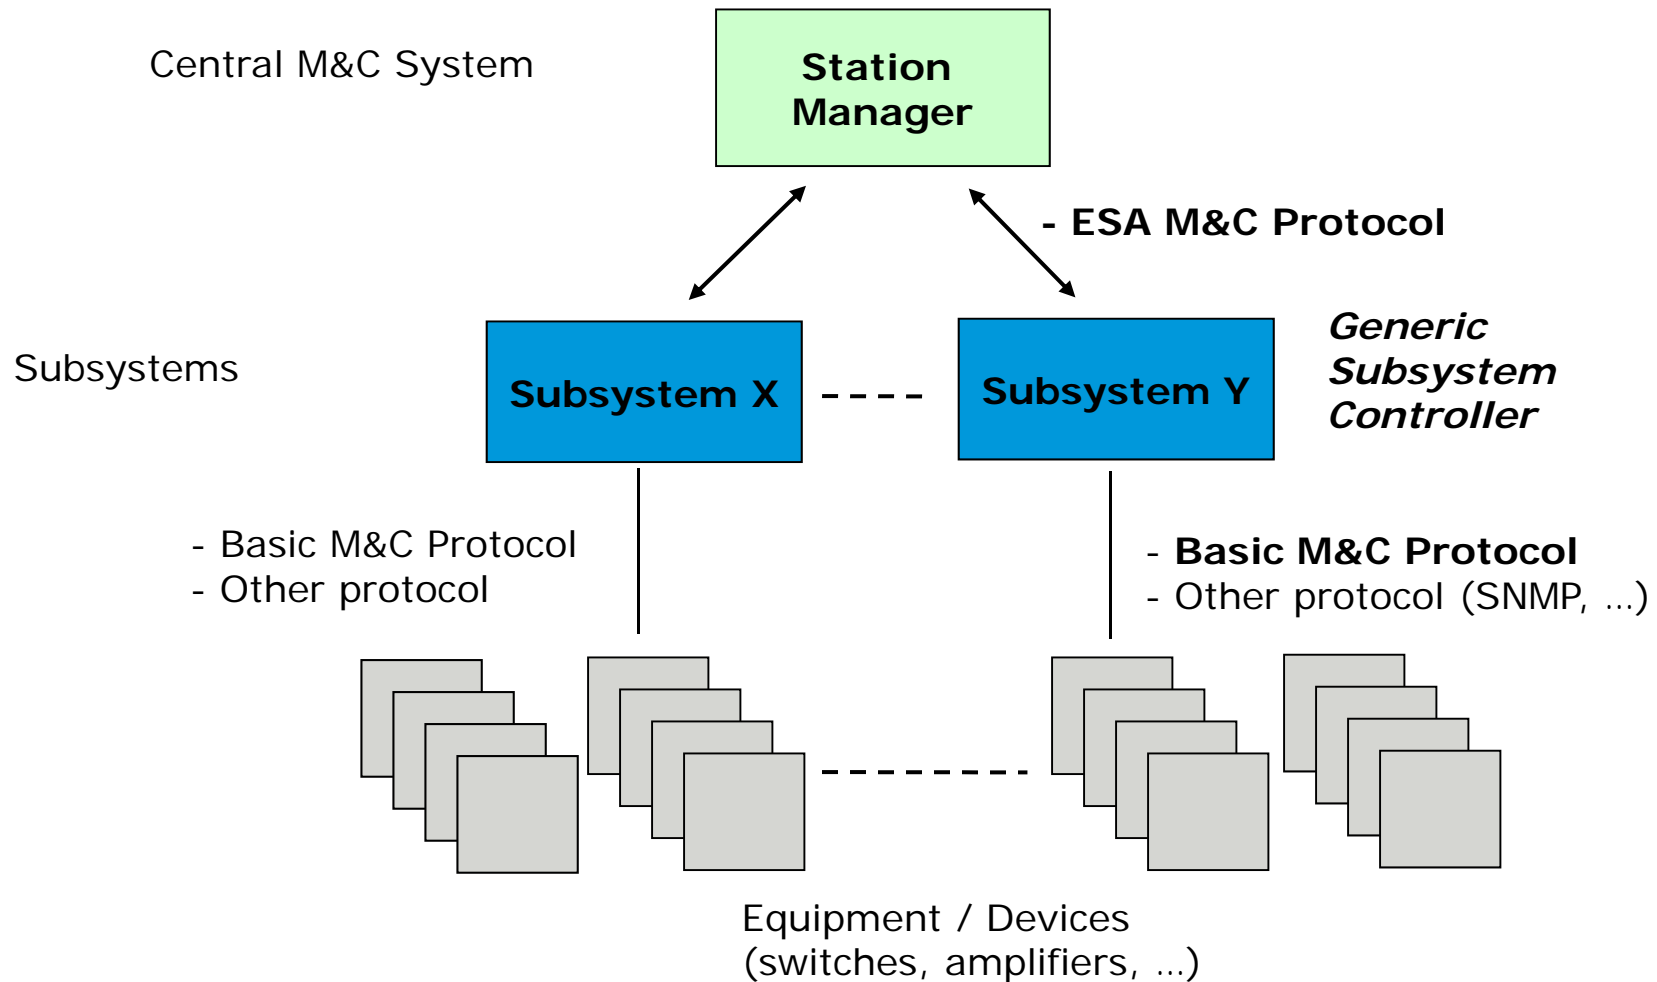 Central M&C System
Station
Manager
- ESA M&C Protocol
Subsystems
Subsystem X
Subsystem Y
Generic
Subsystem
Controller
- Basic M&C Protocol
- Other protocol
- Basic M&C Protocol
- Other protocol (SNMP, ...)
Equipment / Devices
(switches, amplifiers, ...)